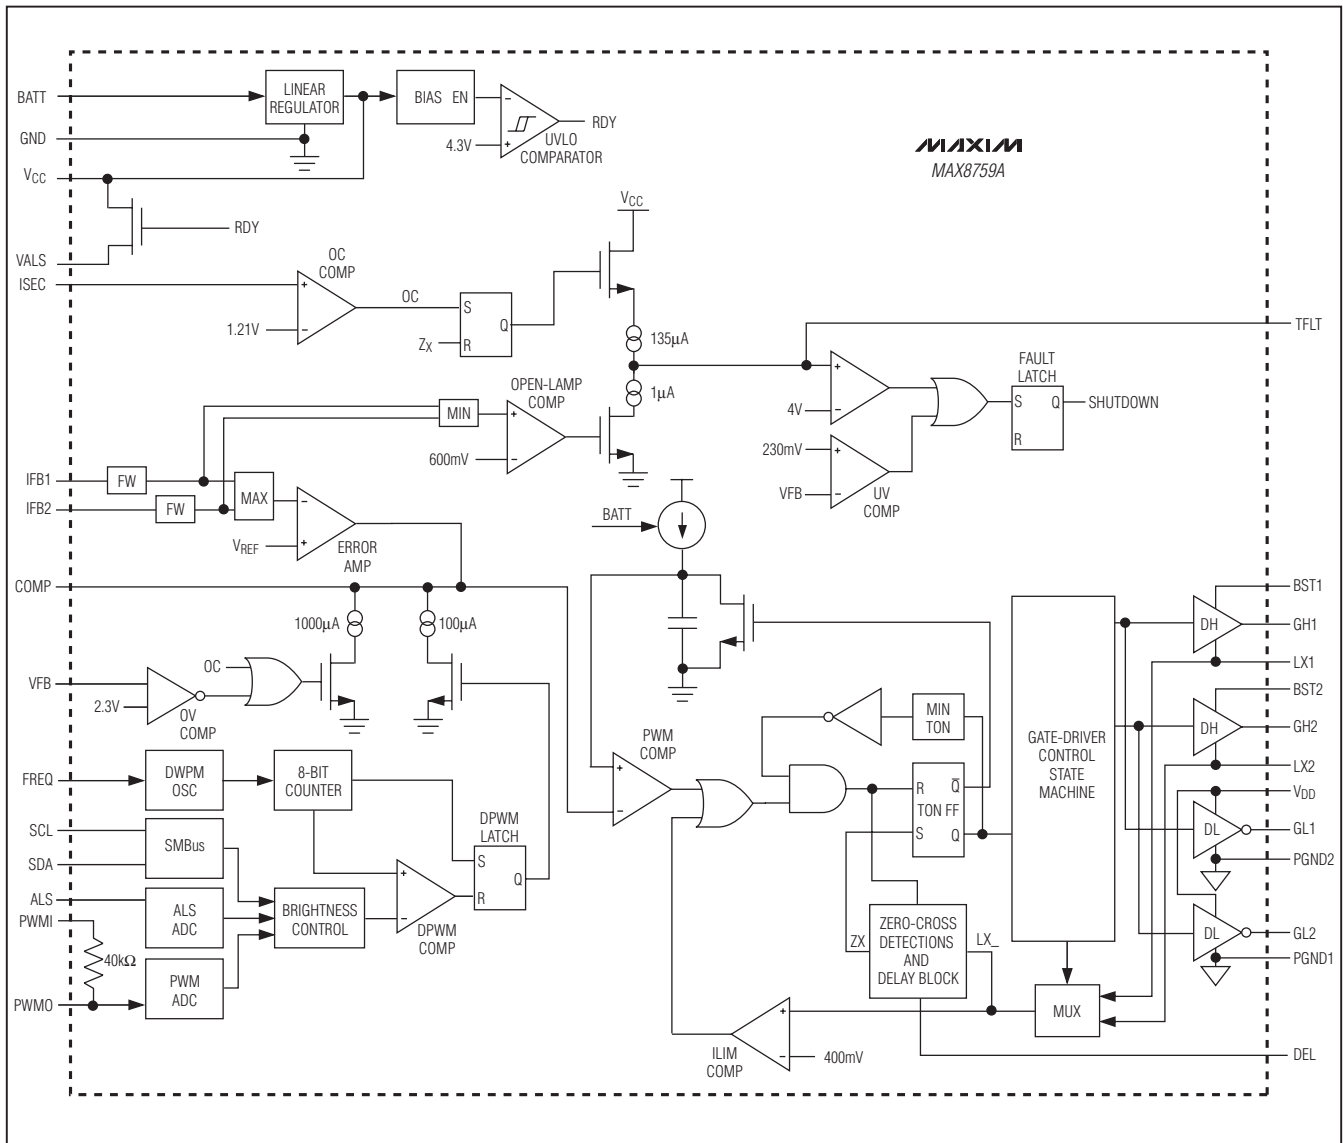 BATT
LINEAR
REGULATOR
BIAS EN
−
+
4.3V
RDY
UVLO
COMPARATOR
GND
VCC
RDY
VALS
MAXIM
MAX8759A
VCC
ISEC
OC
COMP
+
−
1.21V
OC
S
R
Q
ZX
135µA
1µA
TFLT
+
−
4V
FAULT
LATCH
S
Q
R
SHUTDOWN
OPEN-LAMP
COMP
MIN
+
−
600mV
230mV
+
−
VFB
UV
COMP
IFB1
FW
IFB2
FW
MAX
−
+
VREF
ERROR
AMP
BATT
COMP
1000µA
100µA
VFB
2.3V
OV
COMP
OC
PWM
COMP
+
−
MIN
TON
R
Q
TON FF
S
Q
GATE-DRIVER
CONTROL
STATE
MACHINE
BST1
DH
GH1
LX1
BST2
DH
GH2
LX2
VDD
DL
GL1
PGND2
DL
GL2
PGND1
FREQ
DWPM
OSC
8-BIT
COUNTER
SCL
SDA
SMBus
DPWM
LATCH
S
R
Q
+
−
DPWM
COMP
ALS
ALS
ADC
BRIGHTNESS
CONTROL
PWMI
40kΩ
PWMO
PWM
ADC
ZX
ZERO-CROSS
DETECTIONS
AND
DELAY BLOCK
LX_
MUX
+
−
400mV
ILIM
COMP
DEL